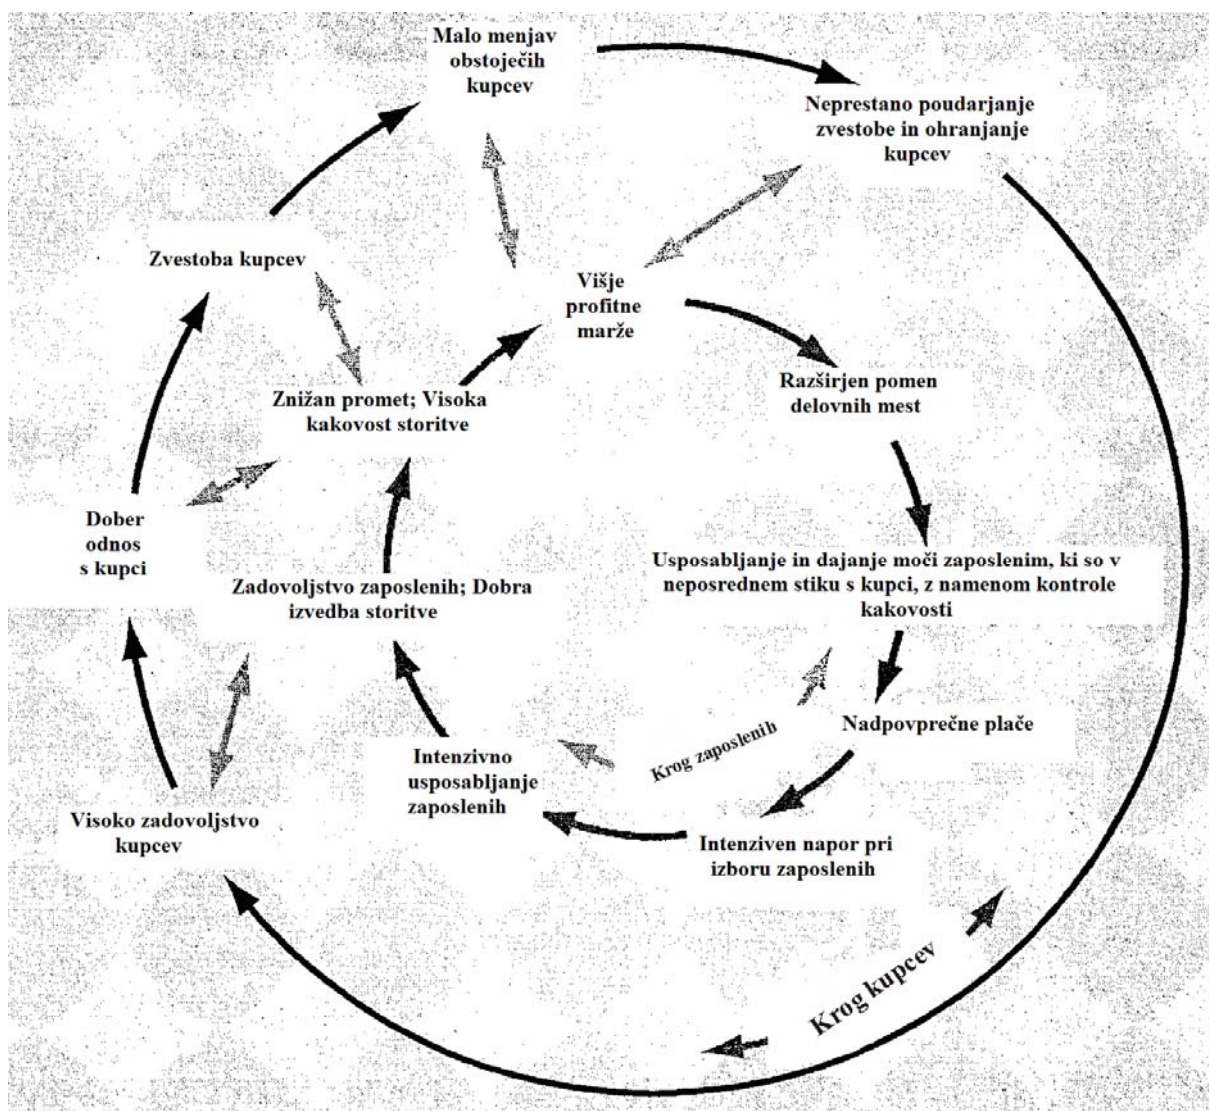 Malo menjav
obstoječih
kupcev
Neprestano poudarjanje
zvestobe in ohranjanje
kupcev
Zvestoba kupcev
Višje
profitne
marže
Razširjen pomen
delovnih mest
Znižan promet; Visoka
kakovost storitve
Dober
odnos
s kupci
Usposabljanje in dajanje moči zaposlenim, ki so v
neposrednem stiku s kupci, z namenom kontrole
kakovosti
Zadovoljstvo zaposlenih; Dobra
izvedba storitve
Nadpovprečne plače
Krog zaposlenih
Intenzivno
usposabljanje
zaposlenih
Visoko zadovoljstvo
kupcev
Intenziven napor pri
izboru zaposlenih
Krog kupcev